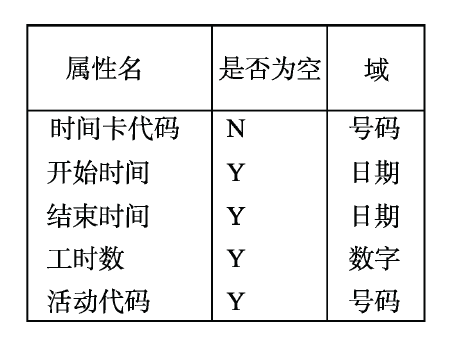 属性名 是否为空 域
时间卡代码 N 号码
开始时间 Y 日期
结束时间 Y 日期
工时数 Y 数字
活动代码 Y 号码